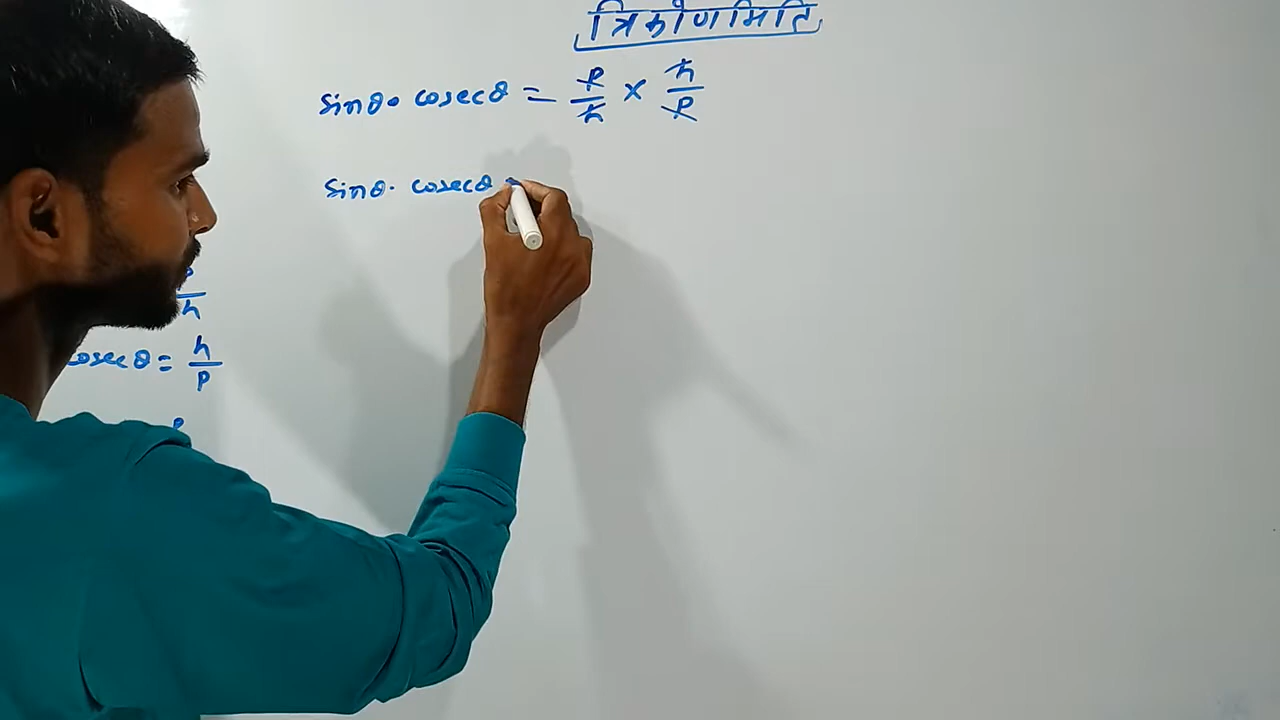 त्रिकोणमिति
sinθ · cosecθ = p/h × h/p
sinθ · cosecθ
h
cosecθ = h/p